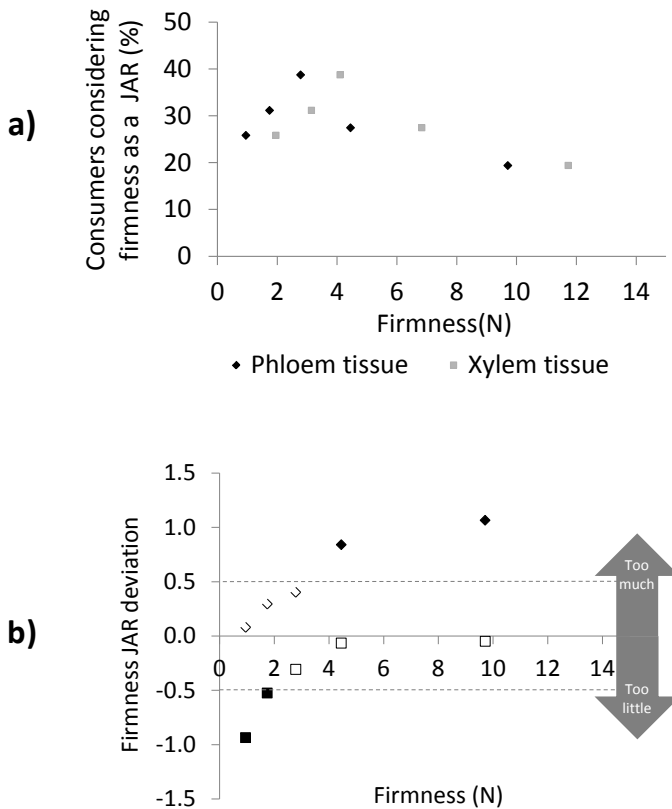 a)
Consumers considering
firmness as a JAR (%)
50
40
30
20
10
0
0 2 4 6 8 10 12 14
Firmness(N)
Phloem tissue Xylem tissue
b)
Firmness JAR deviation
1.5
1.0
0.5
0.0
-0.5
-1.0
-1.5
0 2 4 6 8 10 12 14
Too
much
Too
little
Firmness (N)